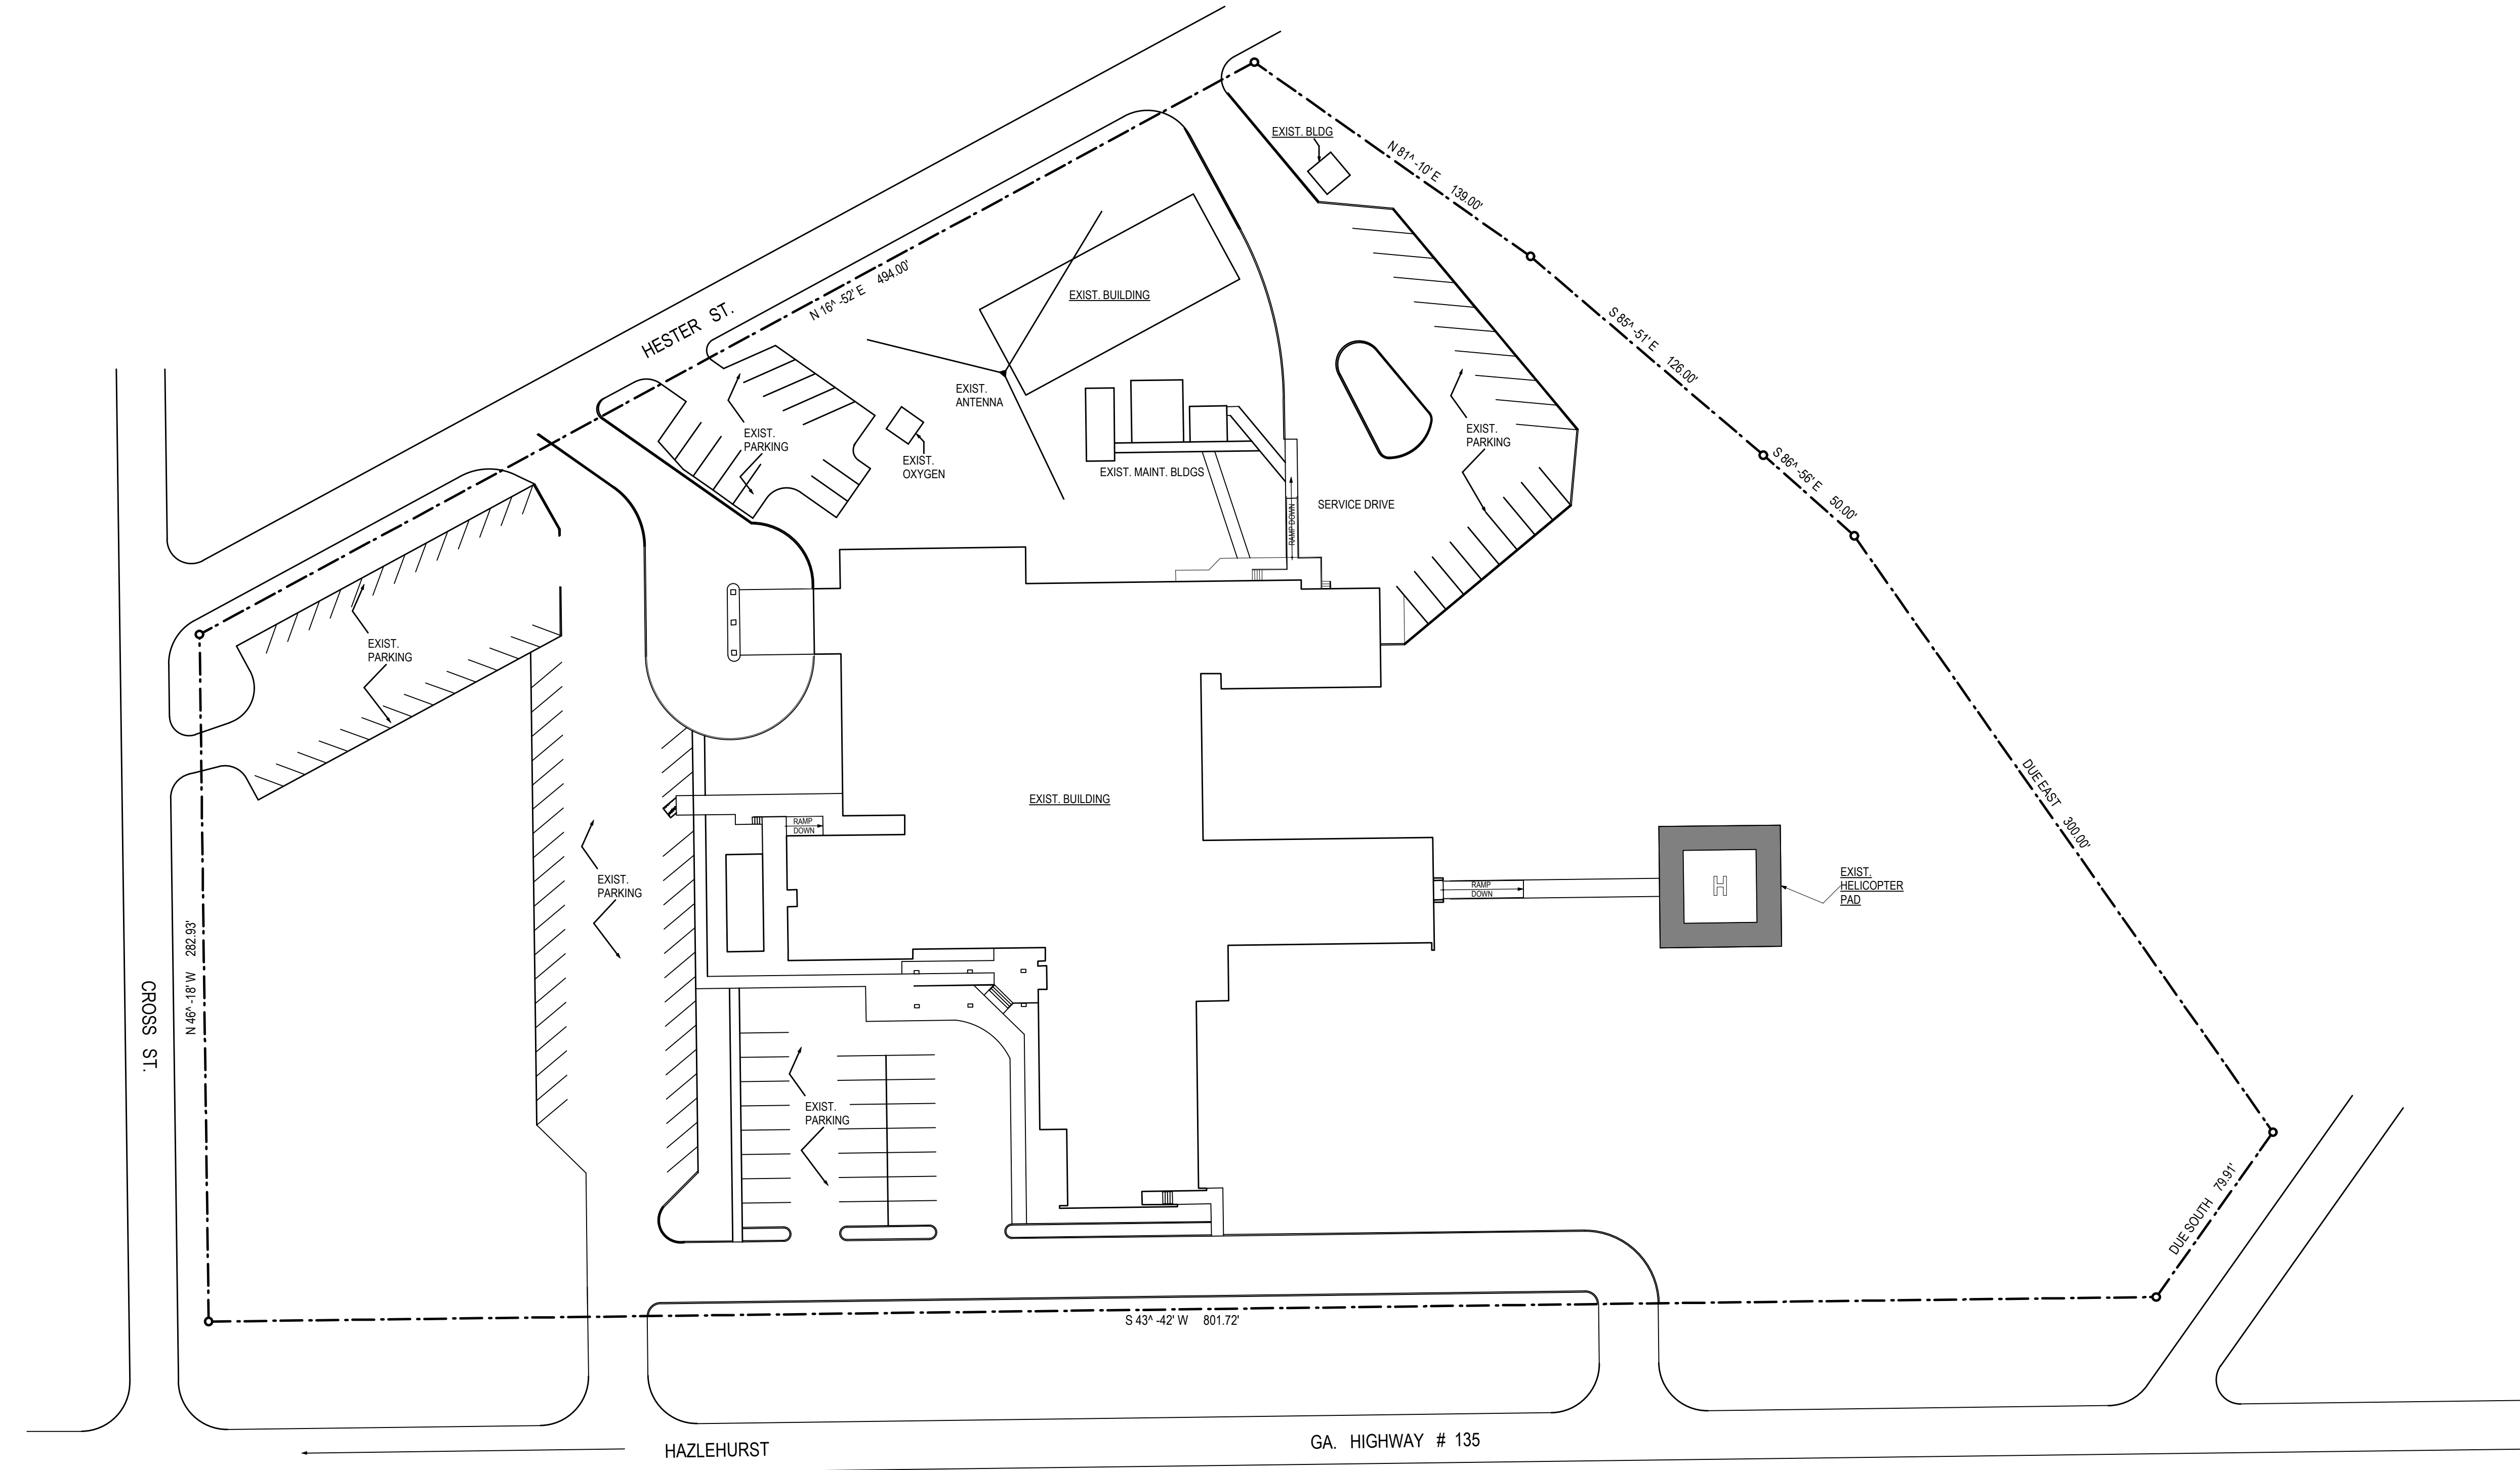 EXIST. BLDG
N 81^ -10' E 139.00'
S 85^ -51' E 126.00'
S 86^ -56' E 50.00'
DUE EAST 300.00'
DUE SOUTH 79.91'
N 16^ -52' E 494.00'
HESTER ST.
EXIST. BUILDING
EXIST.
ANTENNA
EXIST.
PARKING
EXIST.
OXYGEN
EXIST. MAINT. BLDGS
EXIST.
PARKING
SERVICE DRIVE
RAMP DOWN
EXIST.
PARKING
EXIST. BUILDING
RAMP
DOWN
EXIST.
PARKING
RAMP
DOWN
H
EXIST.
HELICOPTER
PAD
N 46^ -18' W 282.93'
CROSS ST.
EXIST.
PARKING
S 43^ -42' W 801.72'
HAZLEHURST
GA. HIGHWAY # 135